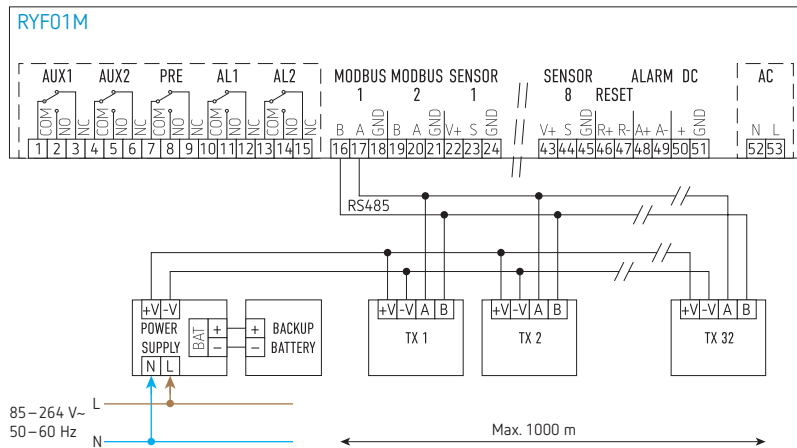 RYF01M
AUX1 AUX2 PRE AL1 AL2 MODBUS MODBUS SENSOR SENSOR ALARM DC AC
1 2 1 8 RESET
COM NO NC COM NO NC COM NO NC COM NO NC COM NO NC B A GND B A GND V+ S GND V+ S GND R+ R- A+ A- + GND N L
1 2 3 4 5 6 7 8 9 10 11 12 13 14 15 16 17 18 19 20 21 22 23 24 43 44 45 46 47 48 49 50 51 52 53
RS485
+V -V +V -V A B +V -V A B +V -V A B
POWER SUPPLY BAT + − + − BACKUP BATTERY TX 1 TX 2 TX 32
N L
85–264 V~ L
50–60 Hz N
Max. 1000 m